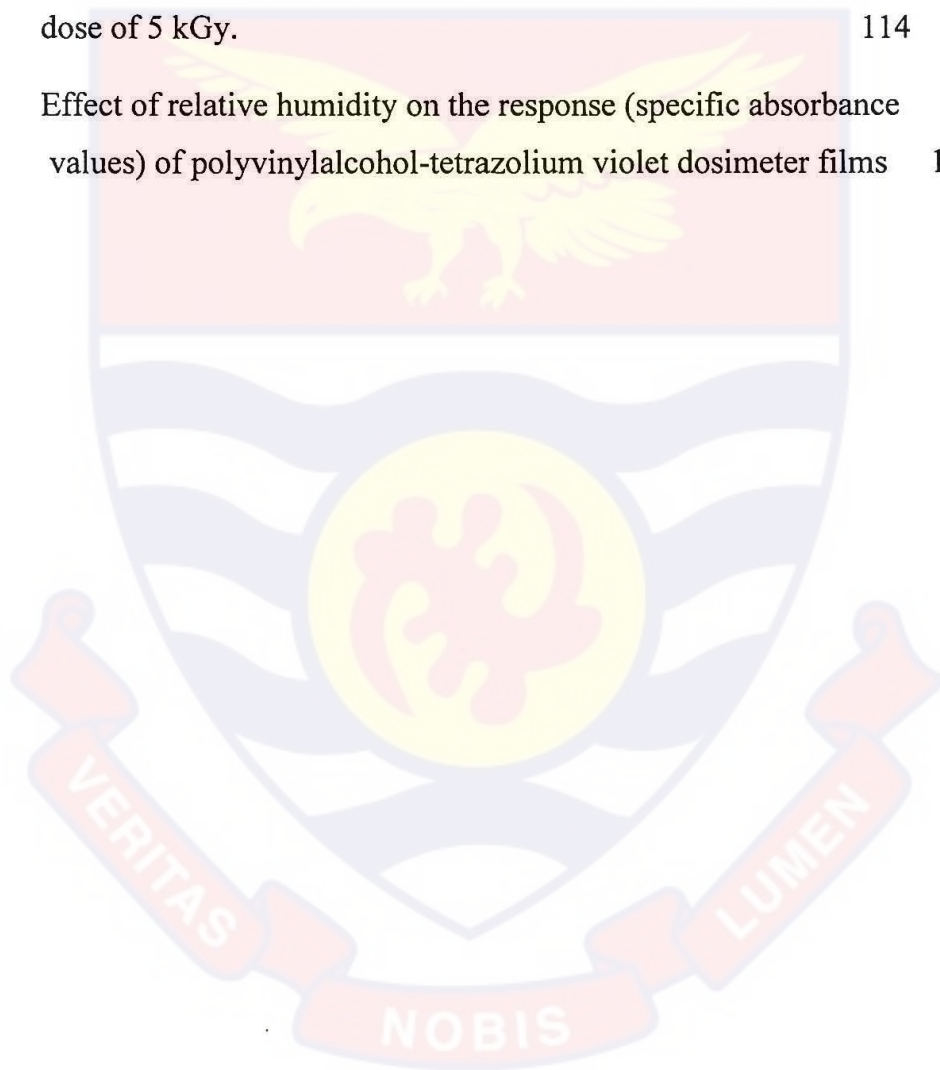 dose of 5 kGy. 114
Effect of relative humidity on the response (specific absorbance
values) of polyvinylalcohol-tetrazolium violet dosimeter films
VERITAS
NOBIS
LUMEN